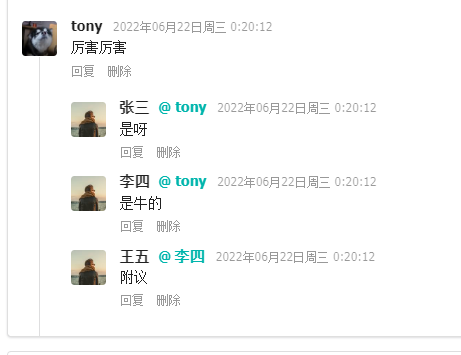 tony 2022年06月22日周三 0:20:12
厉害厉害
回复 删除
张三 @ tony 2022年06月22日周三 0:20:12
是呀
回复 删除
李四 @ tony 2022年06月22日周三 0:20:12
是牛的
回复 删除
王五 @ 李四 2022年06月22日周三 0:20:12
附议
回复 删除